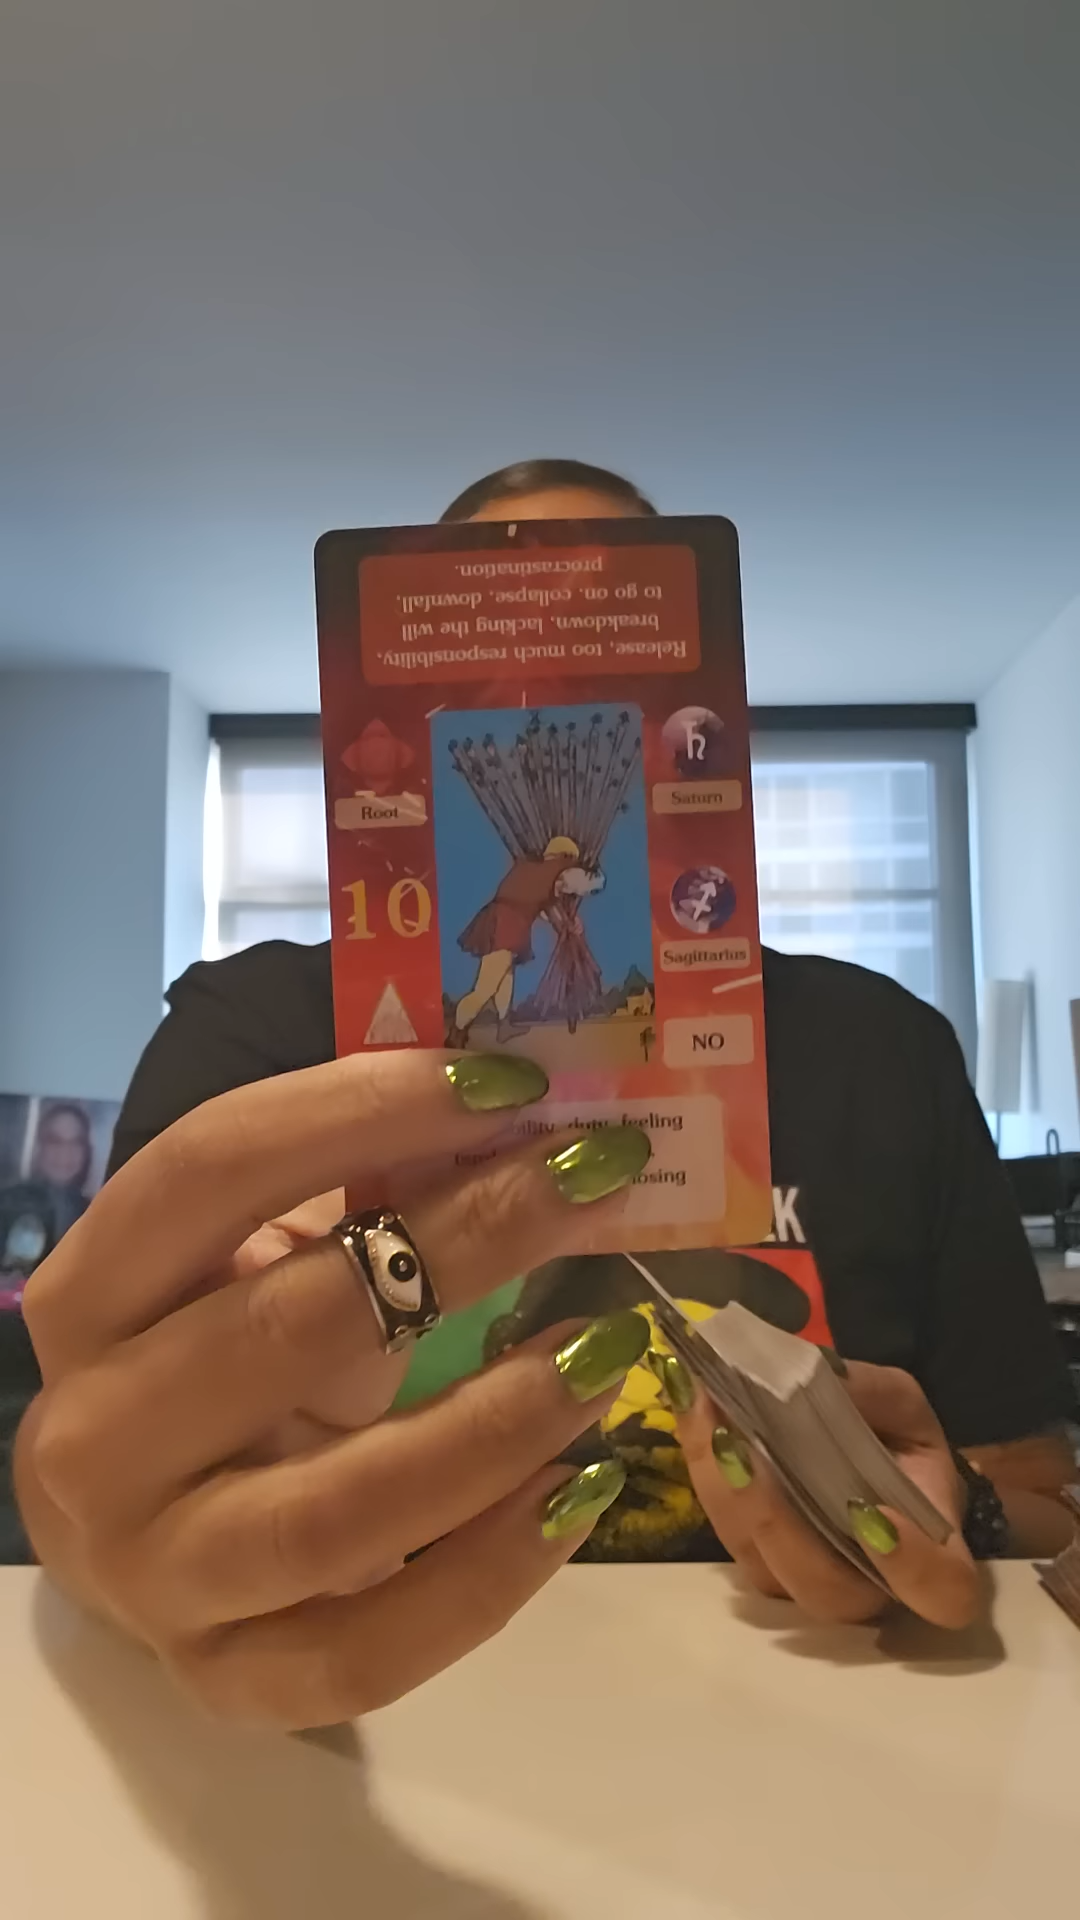 Release, too much responsibility,
breakdown, lacking the will
to go on, collapse, downfall,
procrastination.
Root
Saturn
10
Sagittarius
NO
duty, feeling